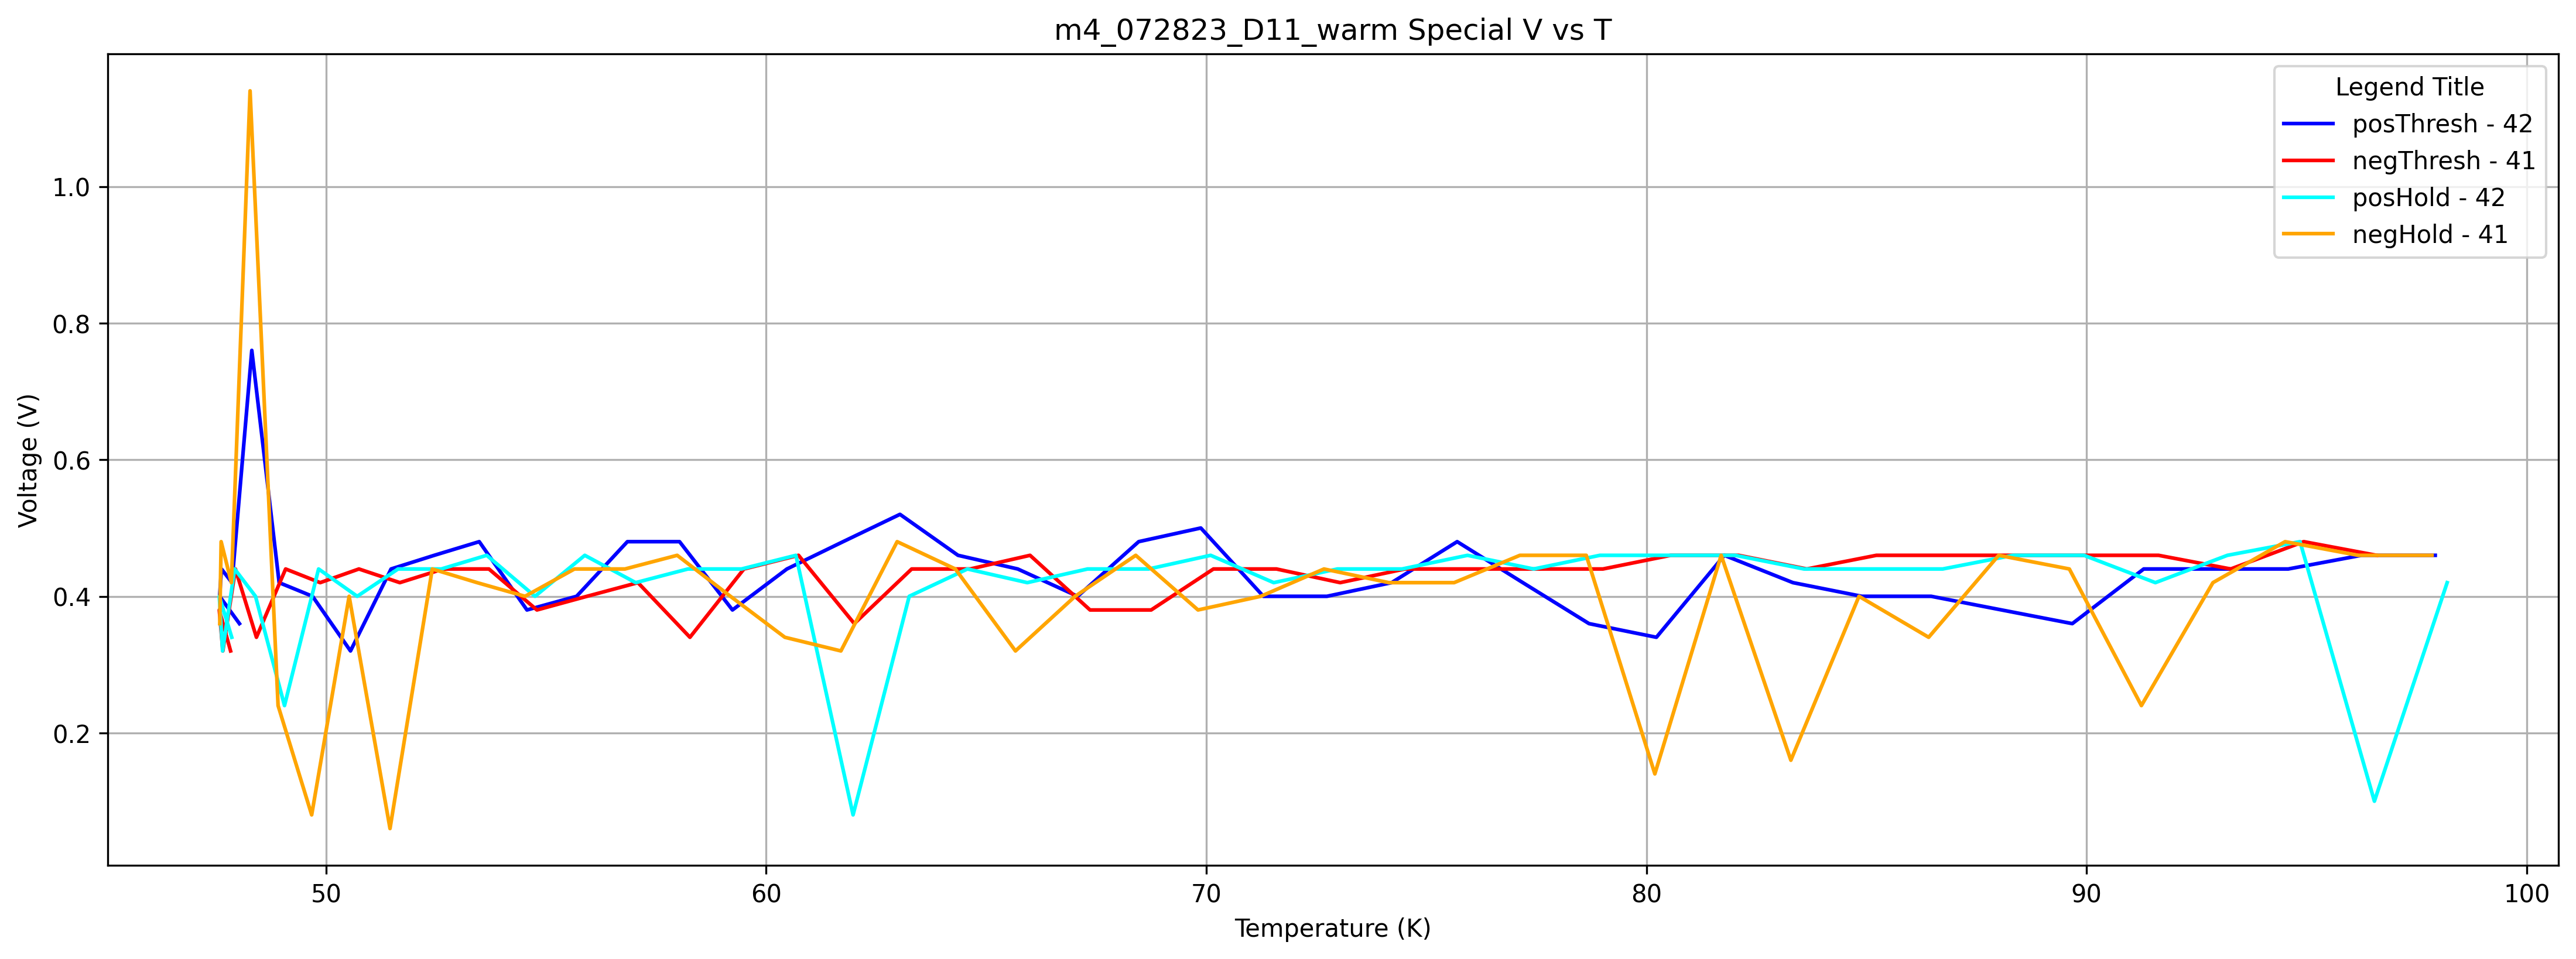 m4_072823_D11_warm Special V vs T
Legend Title
posThresh - 42
negThresh - 41
posHold - 42
negHold - 41
Voltage (V)
1.0
0.8
0.6
0.4
0.2
50 60 70 80 90 100
Temperature (K)